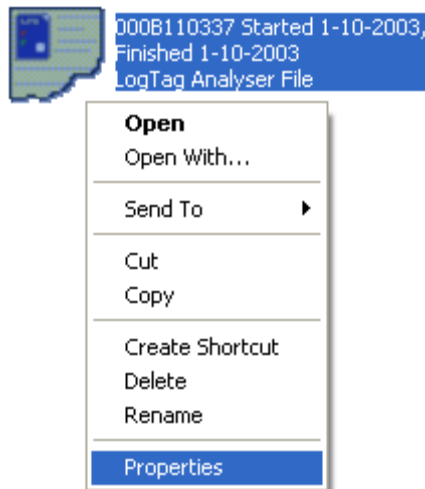 000B110337 Started 1-10-2003,
Finished 1-10-2003
LogTag Analyser File
Open
Open With...
Send To
Cut
Copy
Create Shortcut
Delete
Rename
Properties